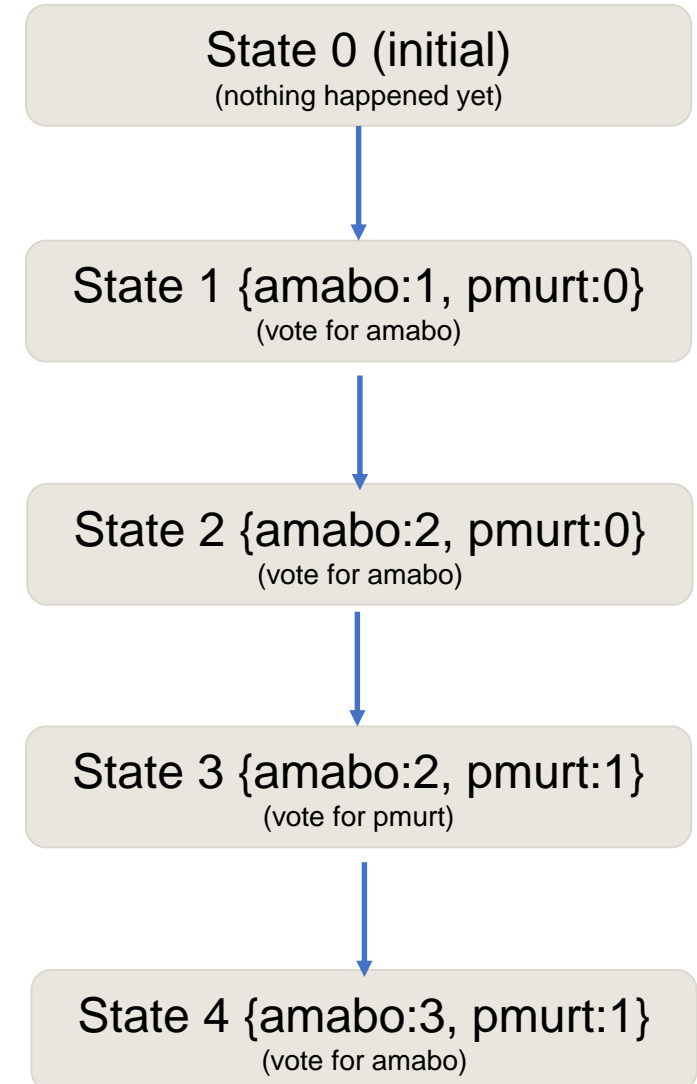 State 0 (initial)
(nothing happened yet)
State 1 {amabo:1, pmurt:0}
(vote for amabo)
State 2 {amabo:2, pmurt:0}
(vote for amabo)
State 3 {amabo:2, pmurt:1}
(vote for pmurt)
State 4 {amabo:3, pmurt:1}
(vote for amabo)